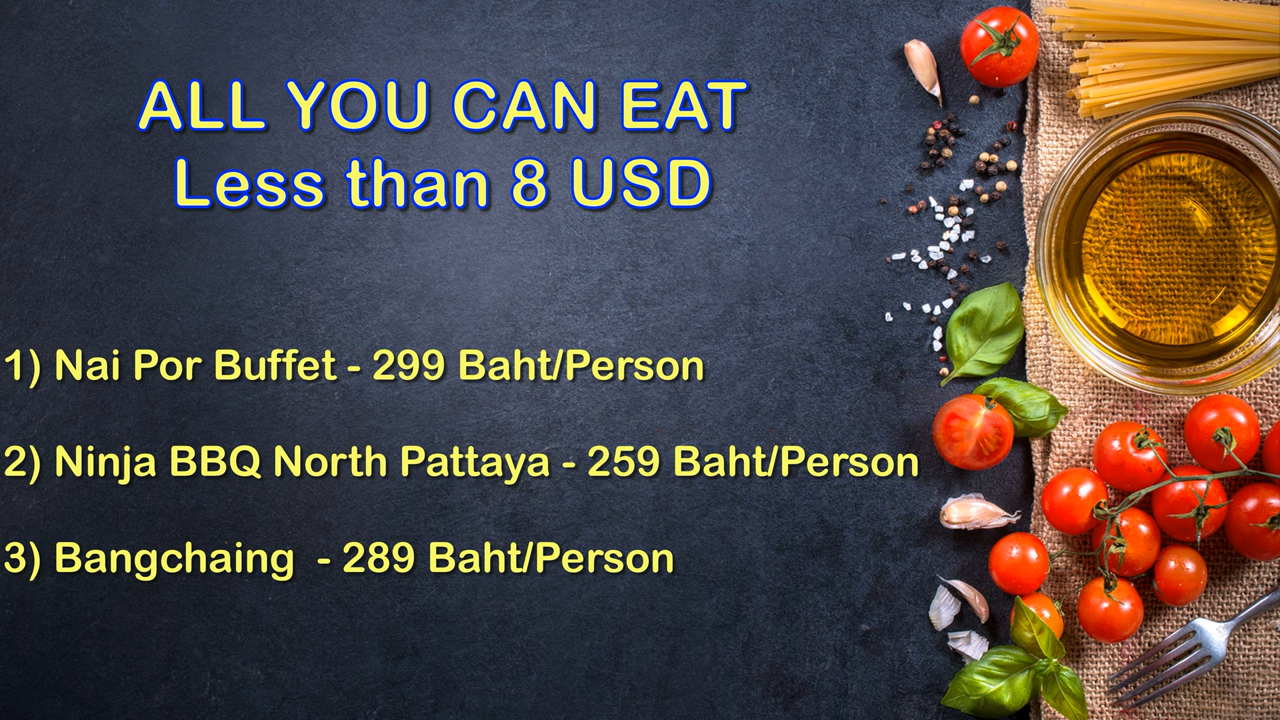 ALL YOU CAN EAT
Less than 8 USD
1) Nai Por Buffet - 299 Baht/Person
2) Ninja BBQ North Pattaya - 259 Baht/Person
3) Bangchaing - 289 Baht/Person